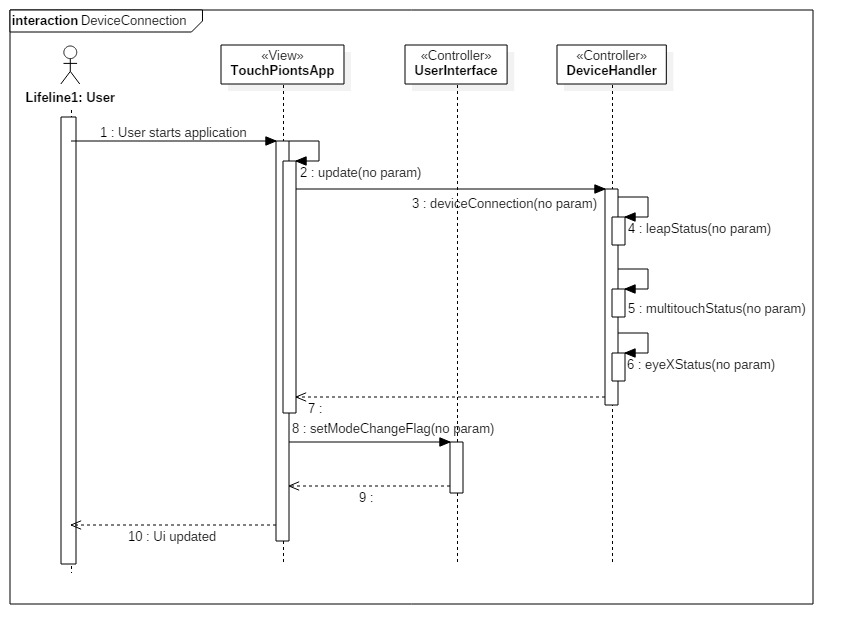 interaction DeviceConnection
«View»
TouchPiontsApp
«Controller»
UserInterface
«Controller»
DeviceHandler
Lifeline1: User
1 : User starts application
2 : update(no param)
3 : deviceConnection(no param)
4 : leapStatus(no param)
5 : multitouchStatus(no param)
6 : eyeXStatus(no param)
7 :
8 : setModeChangeFlag(no param)
9 :
10 : Ui updated